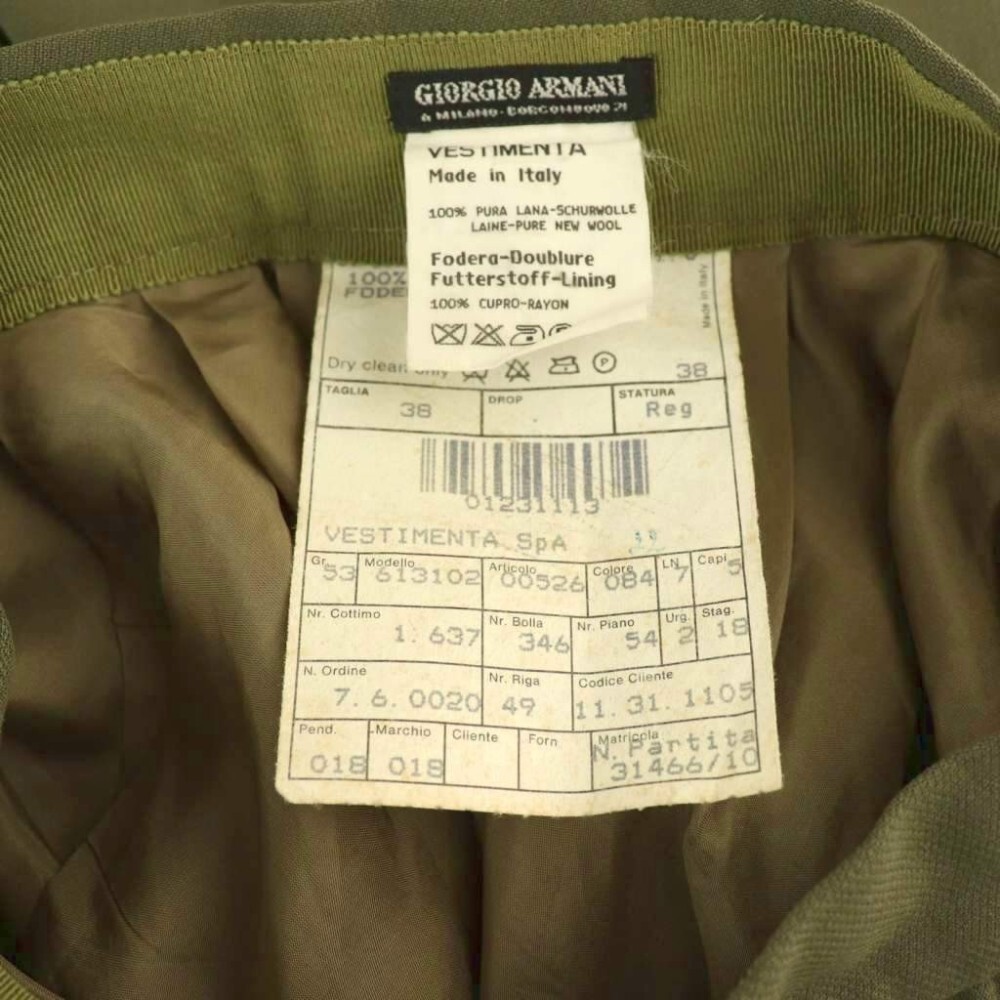 GIORGIO ARMANI
A MILANO-BORGONUOVO 21
VESTIMENTA
Made in Italy
100% PURA LANA-SCHURWOLLE
LAINE-PURE NEW WOOL
Fodera-Doublure
Futterstoff-Lining
100% CUPRO-RAYON
100%
FODE
Made in Italy
Dry clean only
P
38
TAGLIA
38
DROP
STATURA
Reg
01231113
VESTIMENTA SpA
Gr. 53 Modello 613102 Articolo 00526 Colore 084 LN 7 Capi 5
Nr. Cottimo 1. 637 Nr. Bolla 346 Nr. Piano 54 Urg. 2 Stag. 18
N. Ordine 7. 6. 0020 Nr. Riga 49 Codice Cliente 11. 31. 1105
Pend. 018 Marchio 018 Cliente Forn Matricola N. Partita
31466/10